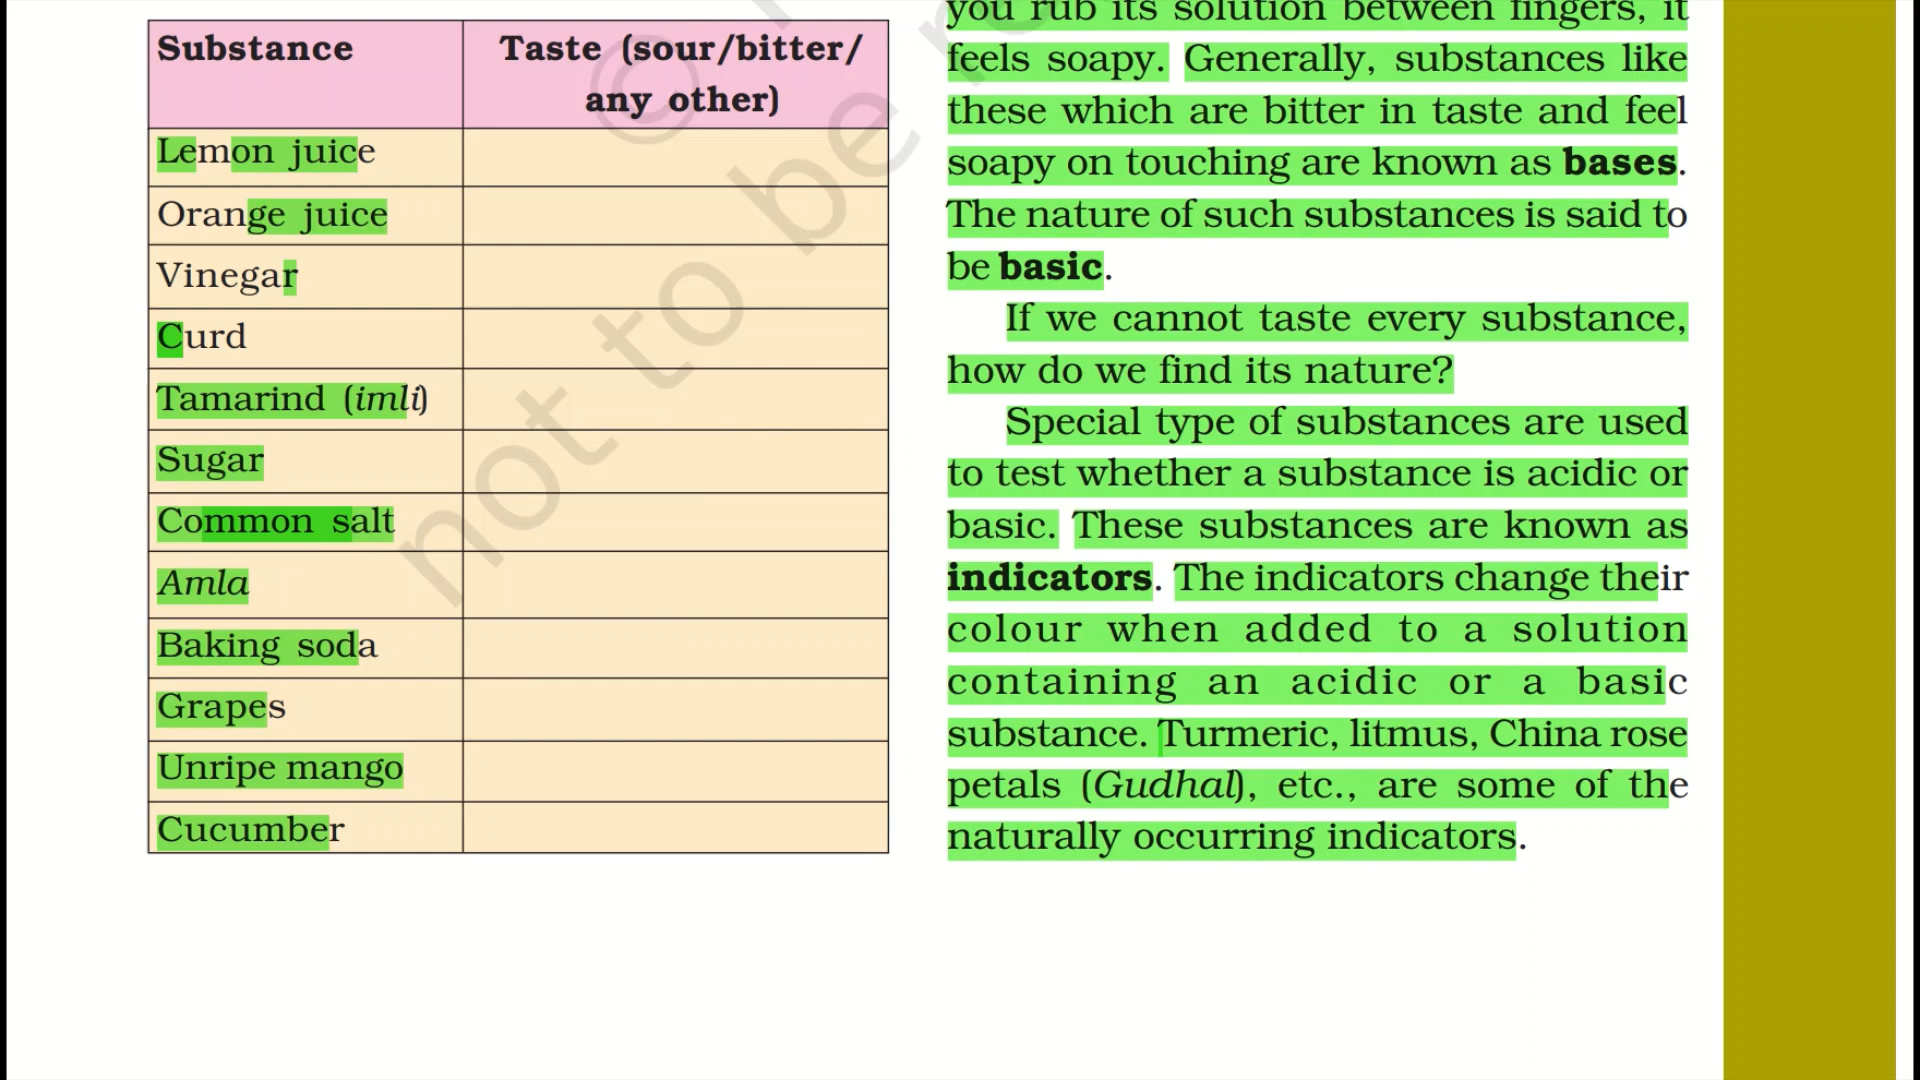 Substance
Taste (sour/bitter/
any other)
Lemon juice
Orange juice
Vinegar
Curd
Tamarind (imli)
Sugar
Common salt
Amla
Baking soda
Grapes
Unripe mango
Cucumber
you rub its solution between fingers, it
feels soapy. Generally, substances like
these which are bitter in taste and feel
soapy on touching are known as bases.
The nature of such substances is said to
be basic.
If we cannot taste every substance,
how do we find its nature?
Special type of substances are used
to test whether a substance is acidic or
basic. These substances are known as
indicators. The indicators change their
colour when added to a solution
containing an acidic or a basic
substance. Turmeric, litmus, China rose
petals (Gudhal), etc., are some of the
naturally occurring indicators.
©
not to be